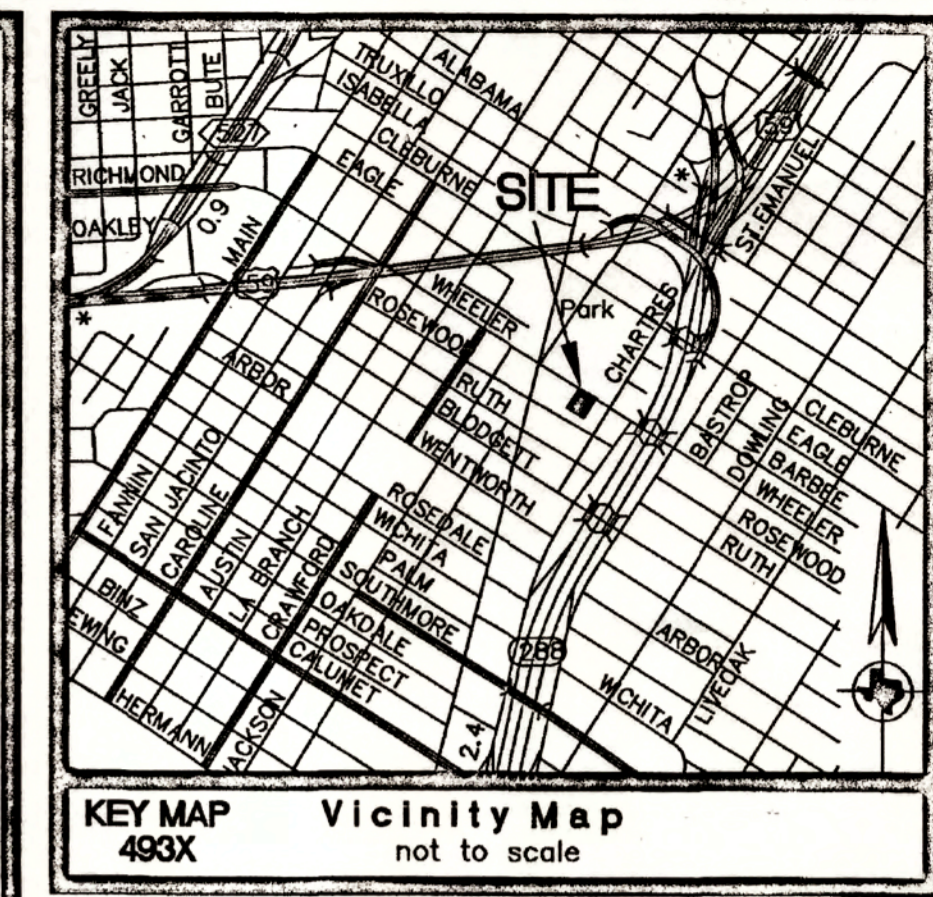 GREELY
JACK
GARROTT
BUTE
TRUXILLO
ALABAMA
ISABELLA
CLEBURNE
EAGLE
527
59
RICHMOND
OAKLEY
0.9
MAIN
SITE
*
ST.EMANUEL
59
*
WHEELER
ROSEWOOD
Park
CHARTRES
ARBOR
RUTH
BLODGETT
WENTWORTH
BASTROP
DOWLING
CLEBURNE
EAGLE
BARBEE
WHEELER
ROSEWOOD
RUTH
FANNIN
SAN JACINTO
CAROLINE
AUSTIN
LA BRANCH
CRAWFORD
ROSEDALE
WICHITA
PALM
SOUTHMORE
OAKDALE
PROSPECT
CALUMET
BINZ
EWING
HERMANN
JACKSON
2.4
288
ARBOR
WICHITA
LIVEOAK
KEY MAP
493X
Vicinity Map
not to scale